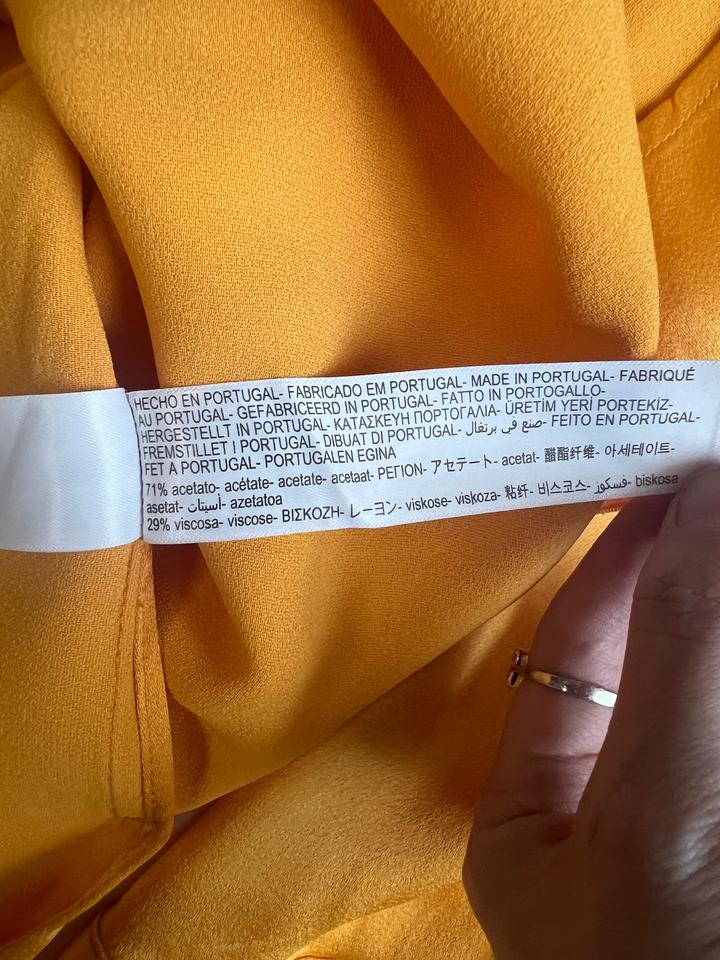 HECHO EN PORTUGAL- FABRICADO EM PORTUGAL- MADE IN PORTUGAL- FABRIQUÉ
AU PORTUGAL- GEFABRICEERD IN PORTUGAL- FATTO IN PORTOGALLO-
HERGESTELLT IN PORTUGAL- ΚΑΤΑΣΚΕΥΗ ΠΟΡΤΟΓΑΛΙΑ- ÜRETİM YERİ PORTEKİZ-
FREMSTILLET I PORTUGAL- DIBUAT DI PORTUGAL- صنع في برتغال- FEITO EN PORTUGAL-
FET A PORTUGAL- PORTUGALEN EGINA
71% acetato- acétate- acetate- acetaat- ΡΕΓΙΟΝ- アセテート- acetat- 醋酯纤维- 아세테이트-
asetat- أسيتات- azetatoa
29% viscosa- viscose- ΒΙΣΚΟΖΗ- レーヨン- viskose- viskoza- 粘纤- 비스코스- فسكوز- biskosa